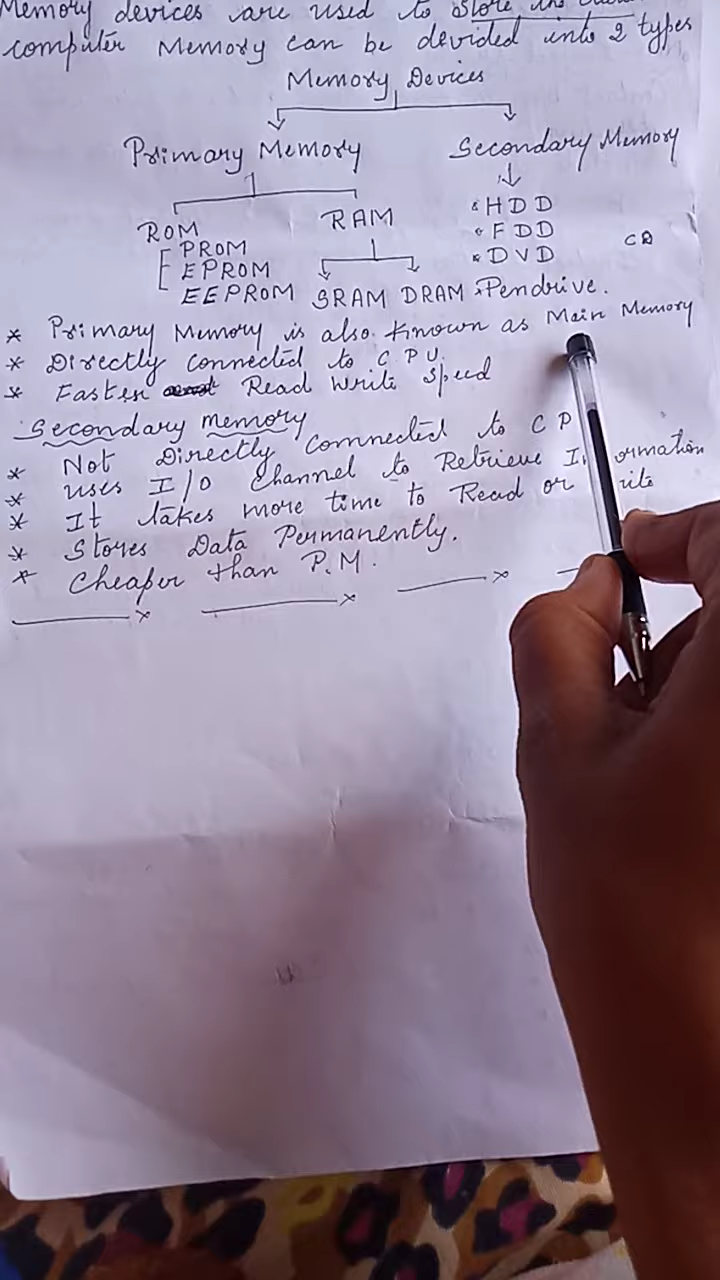 Memory devices are used to store the
computer Memory can be devided into 2 types
Memory Devices
Primary Memory
Secondary Memory
ROM
RAM
HDD
PROM
FDD
EPROM
DVD
CD
EEPROM
SRAM DRAM
Pendrive.
* Primary Memory is also known as Main Memory
* Directly connected to CPU.
* Faster Read Write Speed
Secondary memory
* Not Directly connected to CP
* uses I/O Channel to Retrieve I ormation
* It takes more time to Read or rite
* Stores Data Permanently.
* Cheaper than P.M.